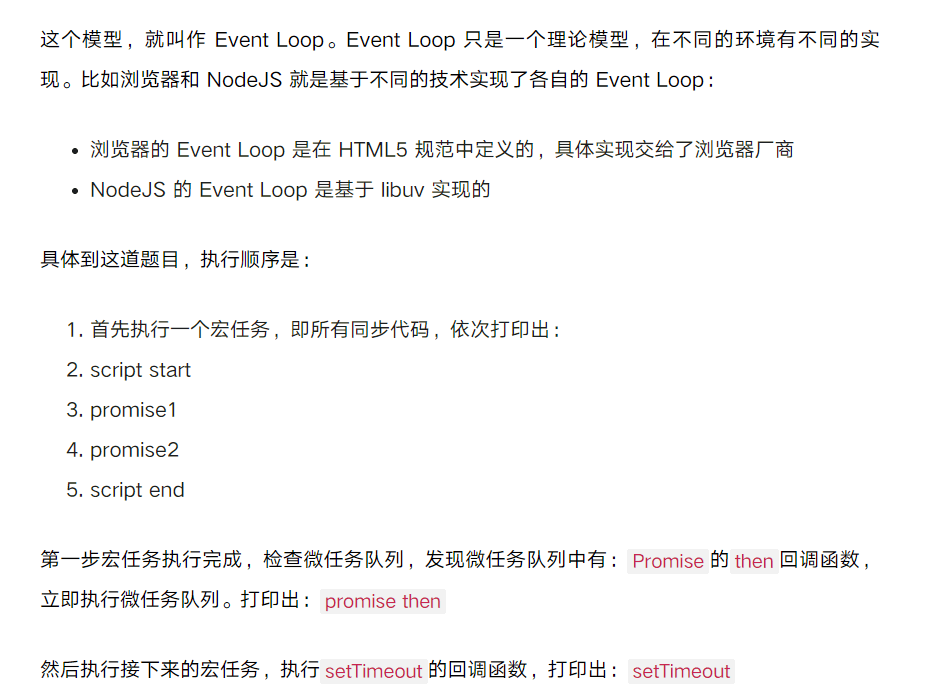 这个模型，就叫作 Event Loop。Event Loop 只是一个理论模型，在不同的环境有不同的实
现。比如浏览器和 NodeJS 就是基于不同的技术实现了各自的 Event Loop：
• 浏览器的 Event Loop 是在 HTML5 规范中定义的，具体实现交给了浏览器厂商
• NodeJS 的 Event Loop 是基于 libuv 实现的
具体到这道题目，执行顺序是：
1. 首先执行一个宏任务，即所有同步代码，依次打印出：
2. script start
3. promise1
4. promise2
5. script end
第一步宏任务执行完成，检查微任务队列，发现微任务队列中有： Promise 的 then 回调函数，
立即执行微任务队列。打印出： promise then
然后执行接下来的宏任务，执行 setTimeout 的回调函数，打印出： setTimeout